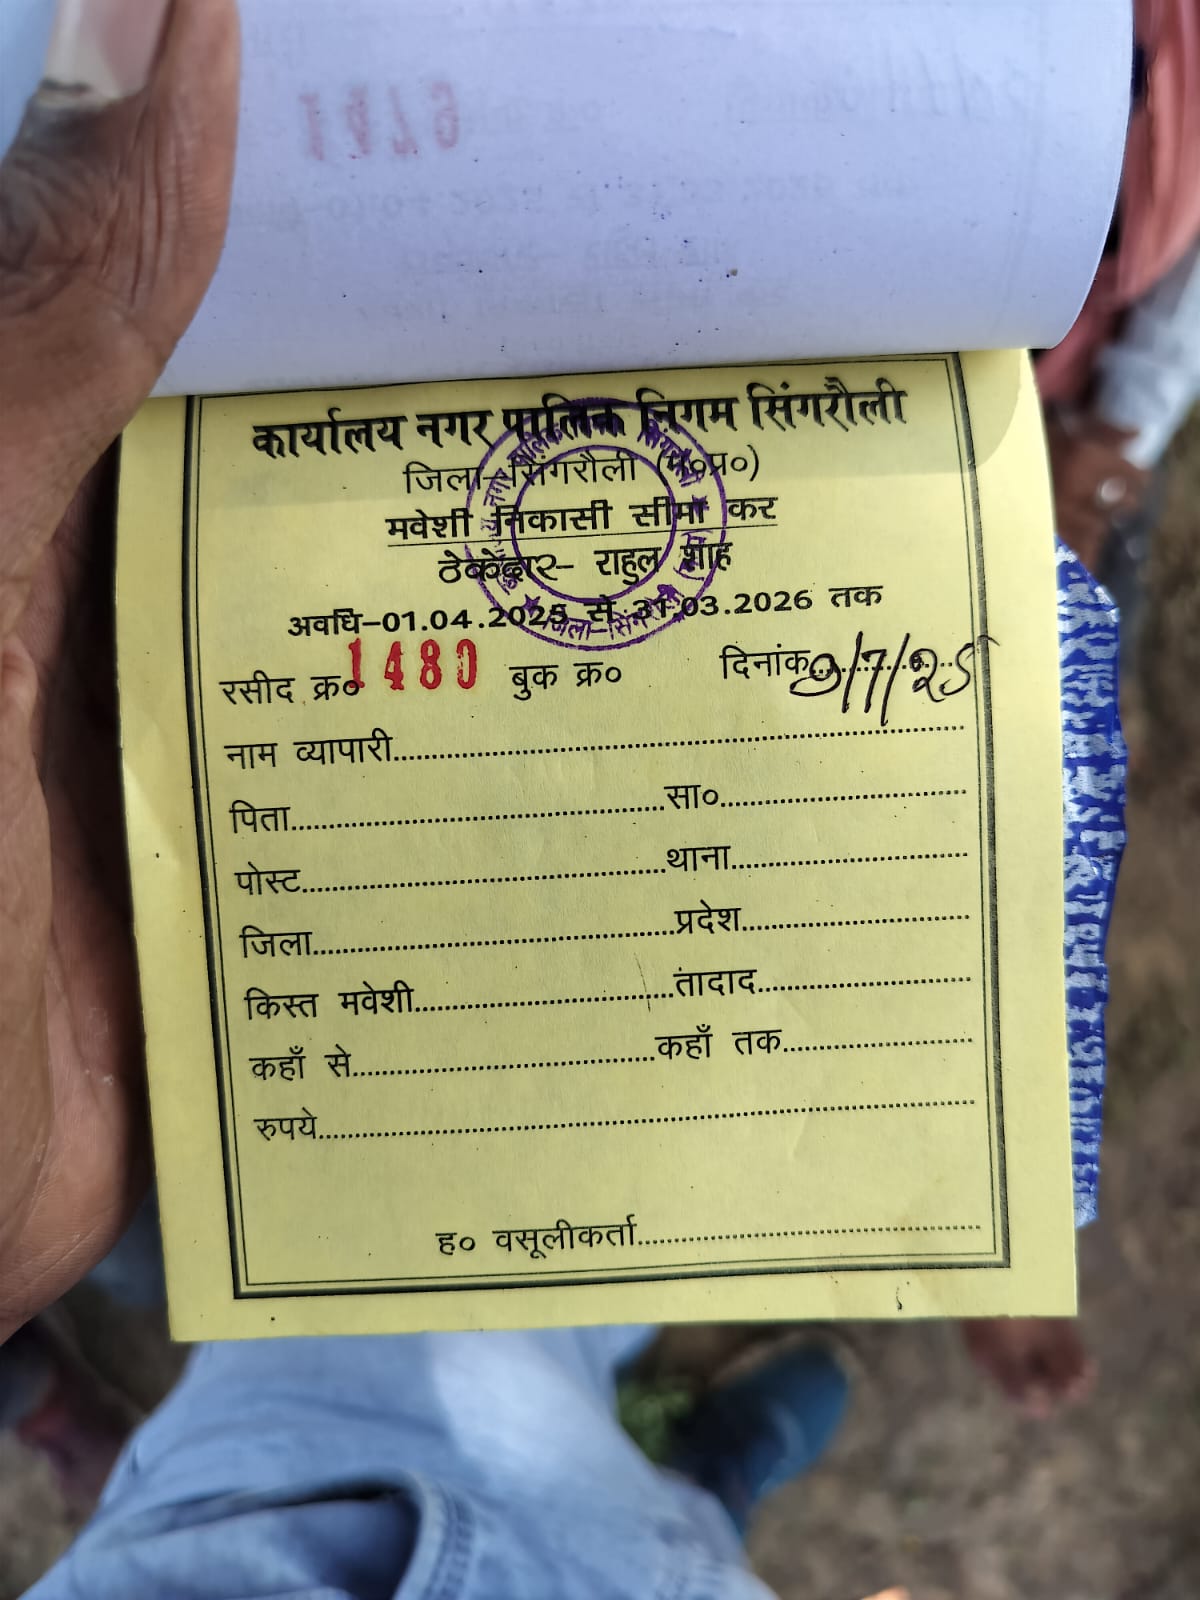 1479
कार्यालय नगर पालिक निगम सिंगरौली
जिला–सिंगरौली (म०प्र०)
मवेशी निकासी सीमा कर
ठेकेदार– राहुल शाह
अवधि–01.04.2025 से 31.03.2026 तक
रसीद क्र० 1480 बुक क्र० दिनांक 9/7/25
नाम व्यापारी
पिता सा०
पोस्ट थाना
जिला प्रदेश
किस्त मवेशी तादाद
कहाँ से कहाँ तक
रुपये
ह० वसूलीकर्ता